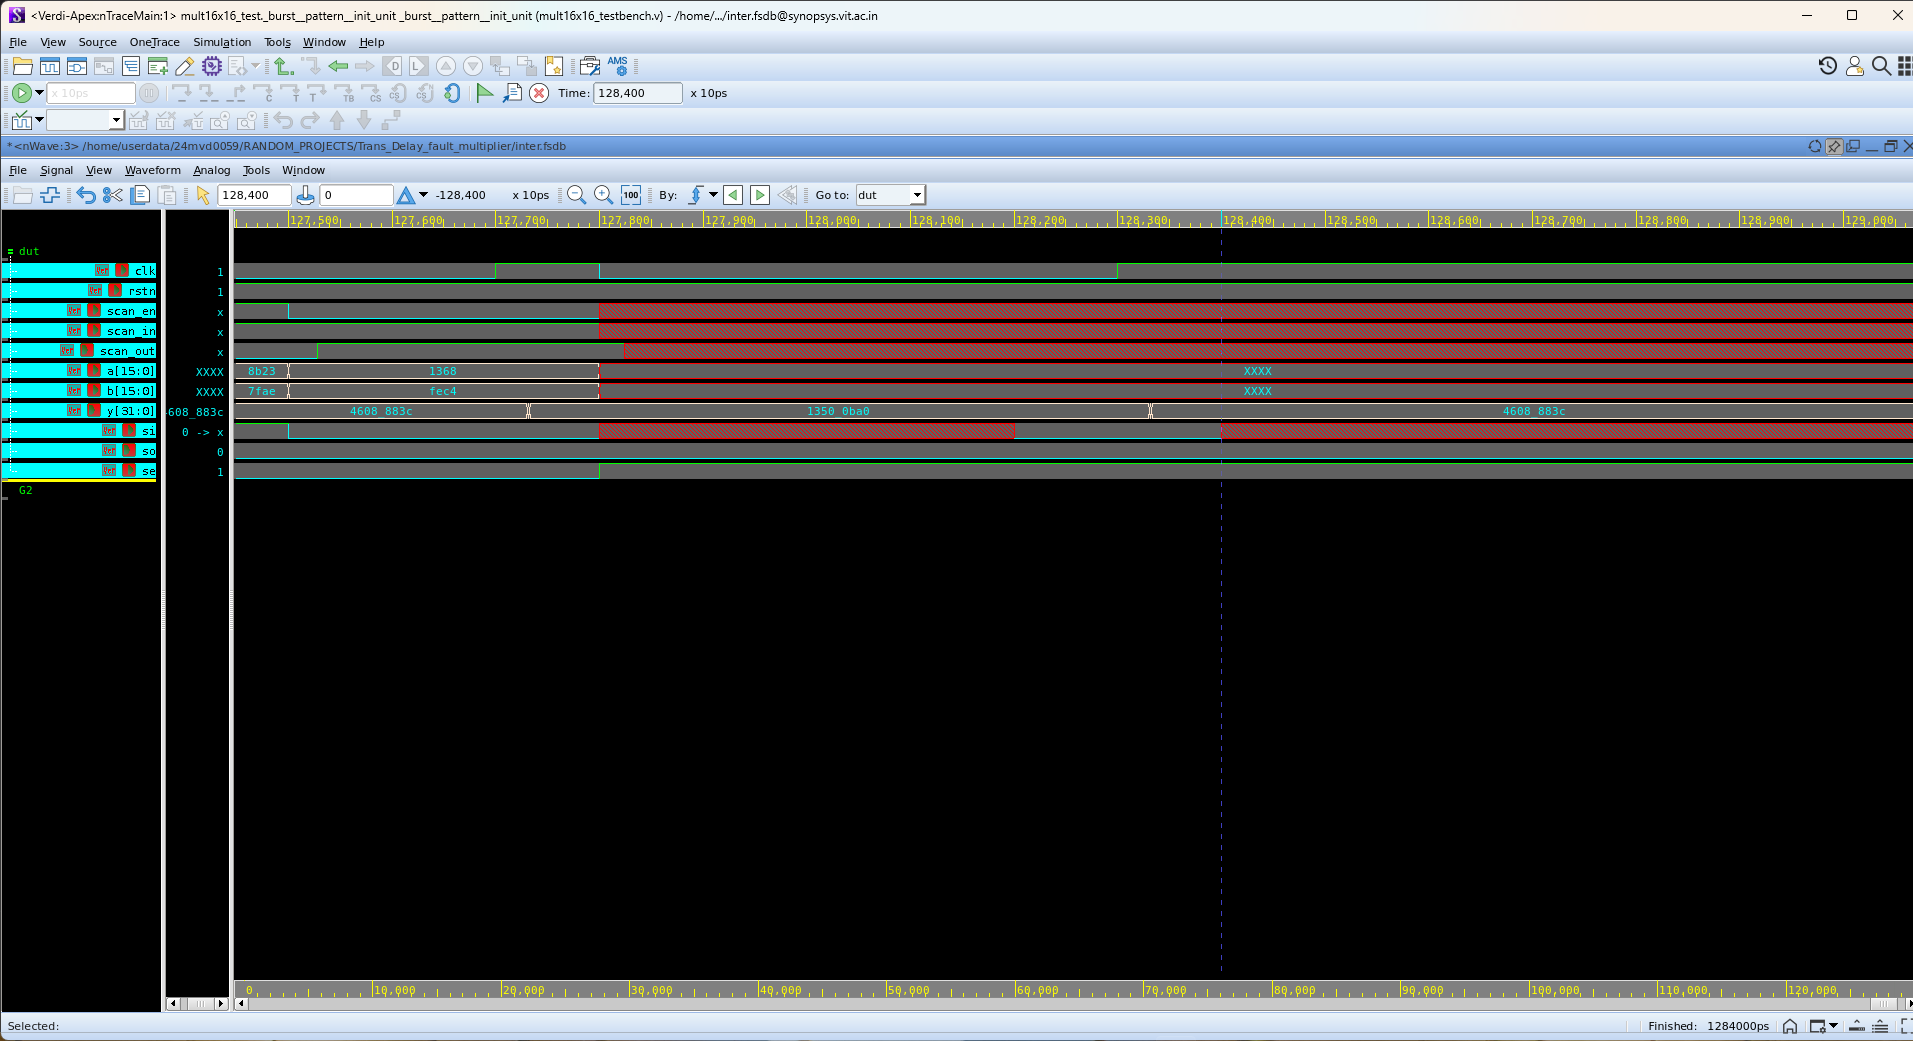 <Verdi-Apex:nTraceMain:1> mult16x16_test._burst__pattern__init_unit _burst__pattern__init_unit (mult16x16_testbench.v) - /home/.../inter.fsdb@synopsys.vit.ac.in
File View Source OneTrace Simulation Tools Window Help
AMS
x 10ps Time: 128,400 x 10ps
*<nWave:3> /home/userdata/24mvd0059/RANDOM_PROJECTS/Trans_Delay_fault_multiplier/inter.fsdb
File Signal View Waveform Analog Tools Window
128,400 0 -128,400 x 10ps 100 By: Go to: dut
127,500 127,600 127,700 127,800 127,900 128,000 128,100 128,200 128,300 128,400 128,500 128,600 128,700 128,800 128,900 129,000
dut
clk 1
rstn 1
scan_en x
scan_in x
scan_out x
a[15:0] XXXX 8b23 1368 XXXX
b[15:0] XXXX 7fae fec4 XXXX
y[31:0] 608_883c 4608_883c 1350_0ba0 4608_883c
si 0 -> x
so 0
se 1
G2
0 10,000 20,000 30,000 40,000 50,000 60,000 70,000 80,000 90,000 100,000 110,000 120,000
Selected: Finished: 1284000ps